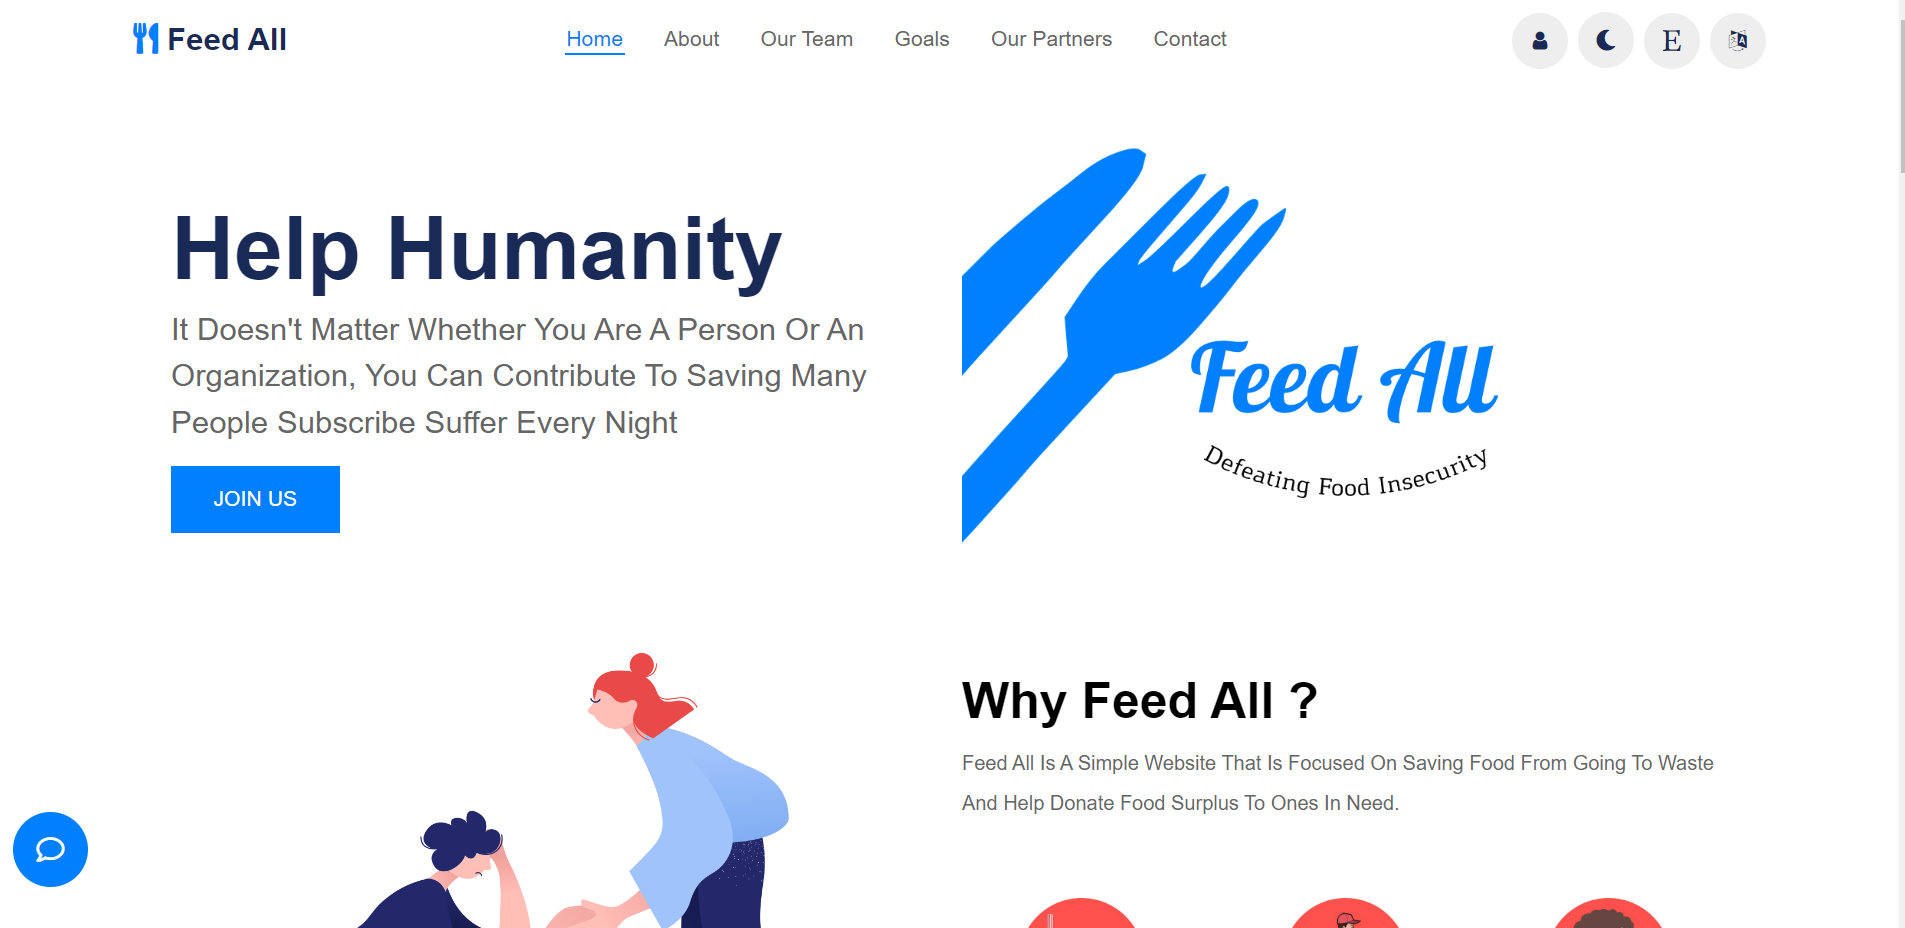 Feed All
Home About Our Team Goals Our Partners Contact
E
A
Help Humanity
It Doesn't Matter Whether You Are A Person Or An
Organization, You Can Contribute To Saving Many
People Subscribe Suffer Every Night
JOIN US
Feed All
Defeating Food Insecurity
Why Feed All ?
Feed All Is A Simple Website That Is Focused On Saving Food From Going To Waste
And Help Donate Food Surplus To Ones In Need.